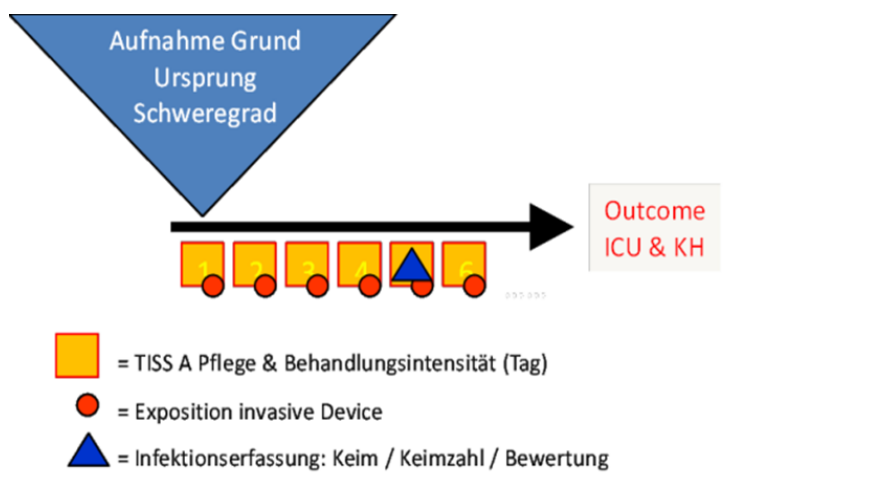 Aufnahme Grund
Ursprung
Schweregrad
Outcome
ICU & KH
1 2 3 4 6
= TISS A Pflege & Behandlungsintensität (Tag)
= Exposition invasive Device
= Infektionserfassung: Keim / Keimzahl / Bewertung